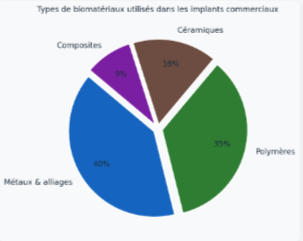 Types de biomatériaux utilisés dans les implants commerciaux
Céramiques
Composites
16%
9%
35%
Polymères
40%
Métaux & alliages